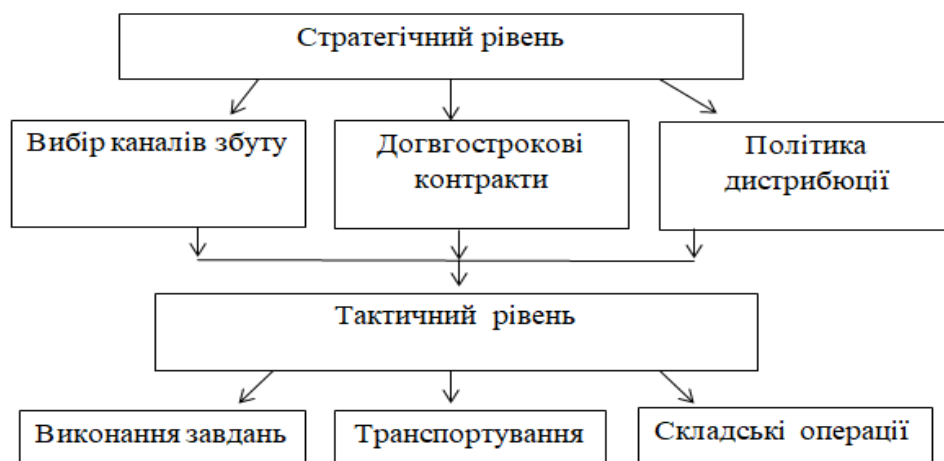 Стратегічний рівень
Вибір каналів збуту
Догвгострокові
контракти
Політика
дистрибюції
Тактичний рівень
Виконання завдань
Транспортування
Складські операції